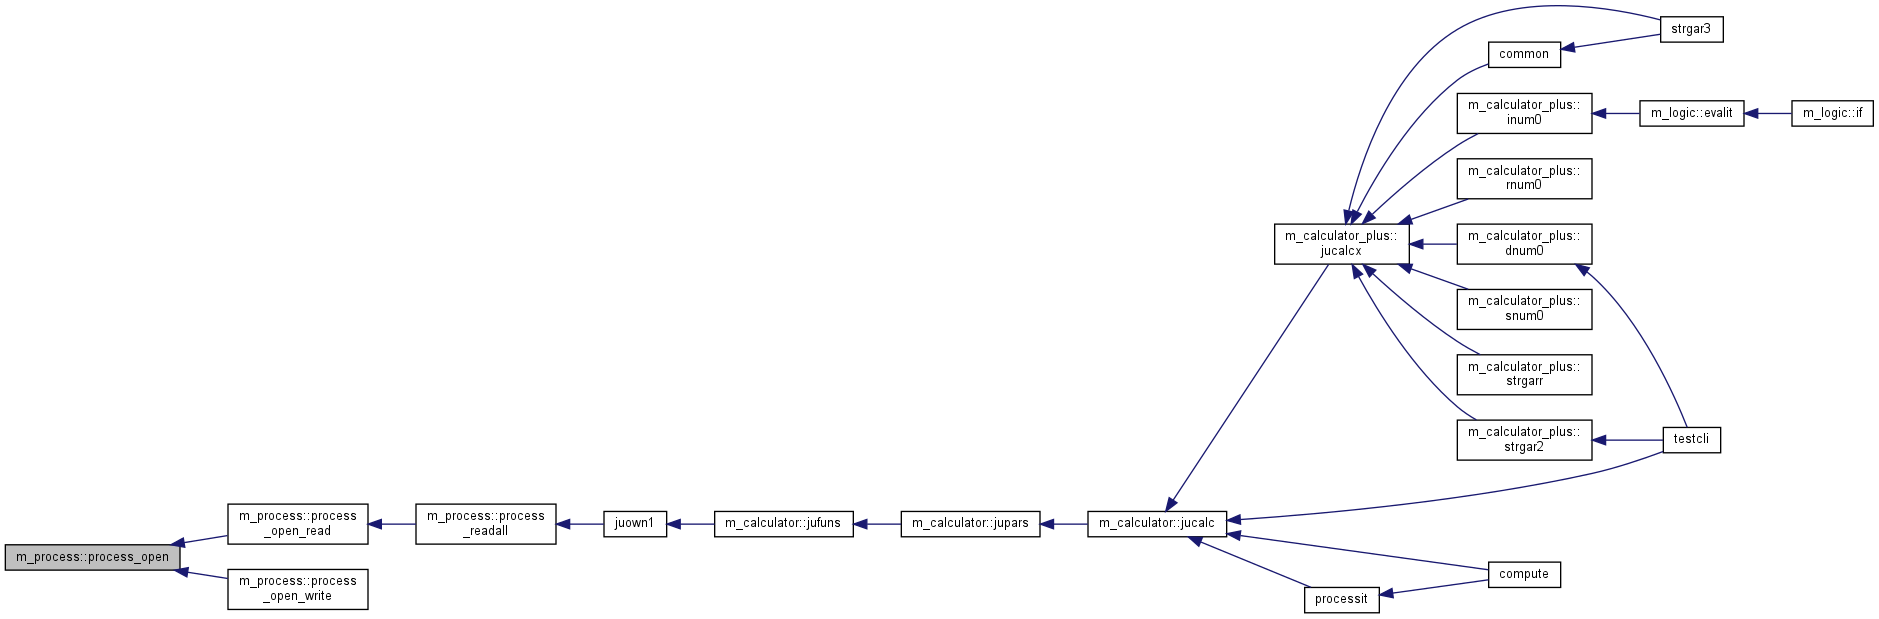 strgar3
common
m_calculator_plus::
inum0
m_logic::evalit
m_logic::if
m_calculator_plus::
rnum0
m_calculator_plus::
jucalcx
m_calculator_plus::
dnum0
m_calculator_plus::
snum0
m_calculator_plus::
strgarr
m_calculator_plus::
strgar2
testcli
m_process::process
_open_read
m_process::process
_readall
juown1
m_calculator::jufuns
m_calculator::jupars
m_calculator::jucalc
m_process::process_open
m_process::process
_open_write
compute
processit